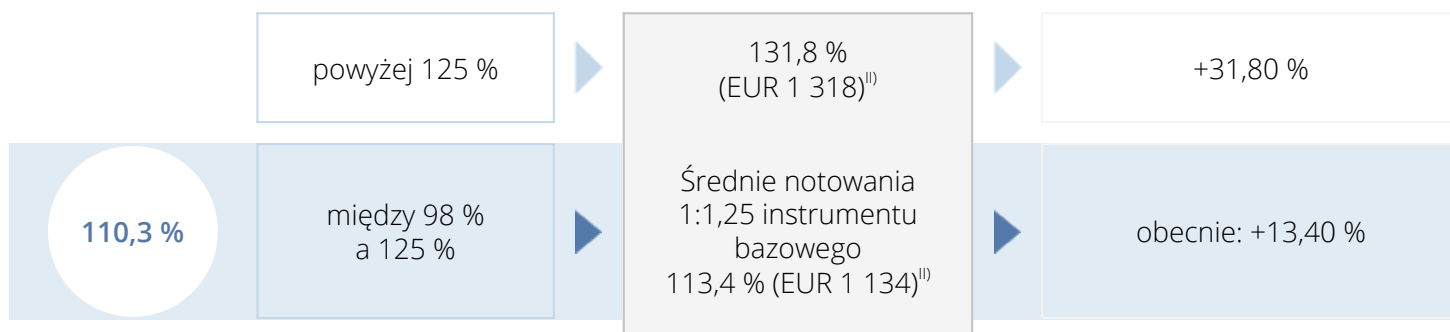 powyżej 125 %
131,8 %
(EUR 1 318)II)
+31,80 %
110,3 %
między 98 %
a 125 %
Średnie notowania
1:1,25 instrumentu
bazowego
113,4 % (EUR 1 134)II)
obecnie: +13,40 %